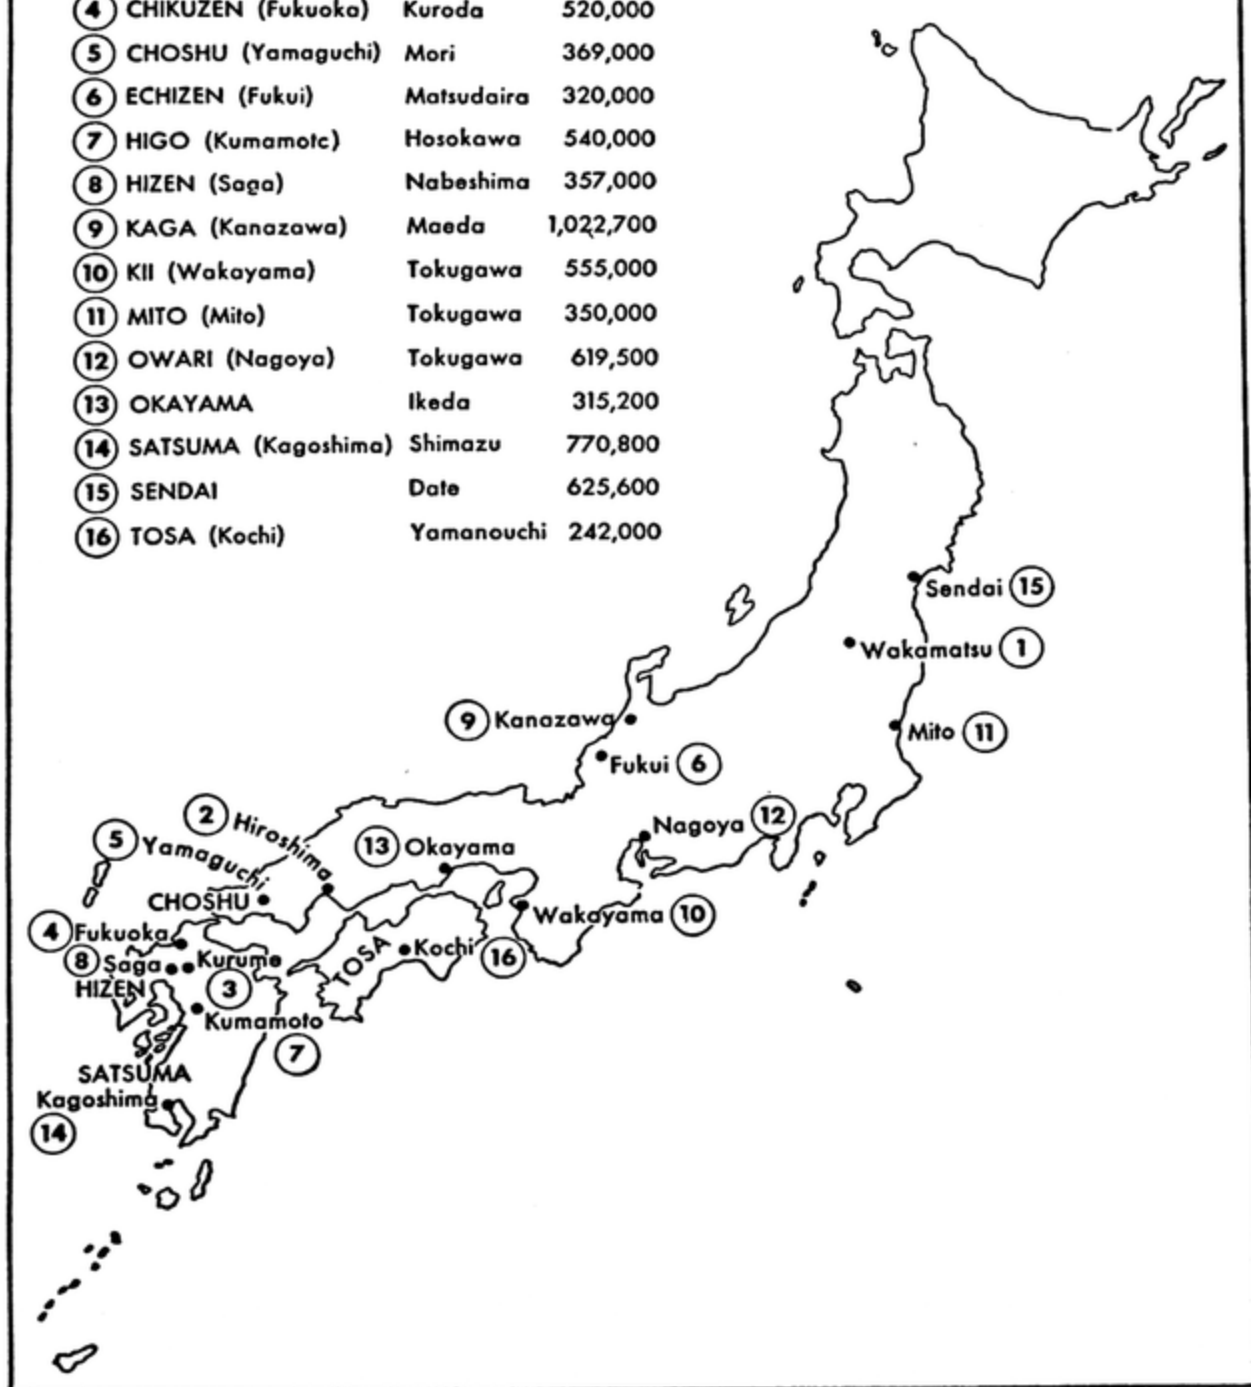 4 CHIKUZEN (Fukuoka) Kuroda 520,000
5 CHOSHU (Yamaguchi) Mori 369,000
6 ECHIZEN (Fukui) Matsudaira 320,000
7 HIGO (Kumamotc) Hosokawa 540,000
8 HIZEN (Saga) Nabeshima 357,000
9 KAGA (Kanazawa) Maeda 1,022,700
10 KII (Wakayama) Tokugawa 555,000
11 MITO (Mito) Tokugawa 350,000
12 OWARI (Nagoya) Tokugawa 619,500
13 OKAYAMA Ikeda 315,200
14 SATSUMA (Kagoshima) Shimazu 770,800
15 SENDAI Date 625,600
16 TOSA (Kochi) Yamanouchi 242,000
Sendai 15
Wakamatsu 1
9 Kanazawa
Mito 11
Fukui 6
2 Hiroshima
Nagoya 12
5 Yamaguchi
13 Okayama
CHOSHU
Wakayama 10
4 Fukuoka
TOSA
Kochi 16
8 Saga
Kurume
3
HIZEN
Kumamoto
7
SATSUMA
Kagoshima
14